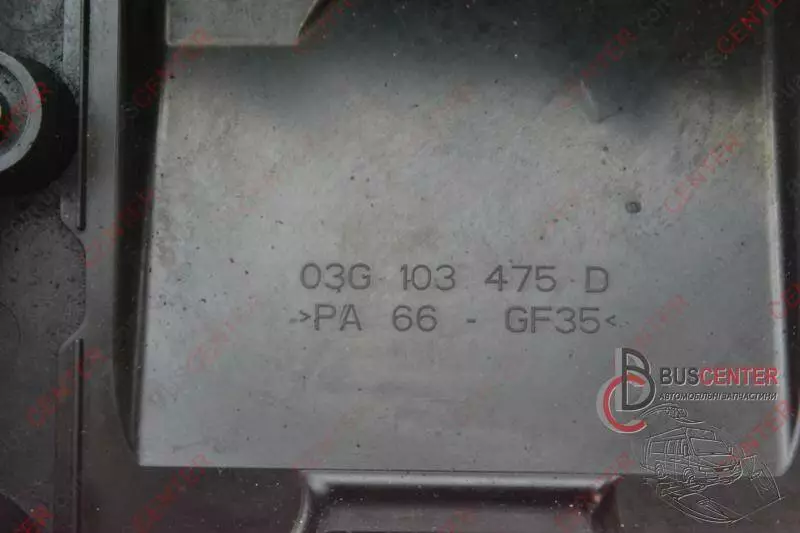 03G 103 475 D
>PA 66 - GF35<
BUSCENTER
АВТОМОБІЛЬНІ ЗАПЧАСТИНИ